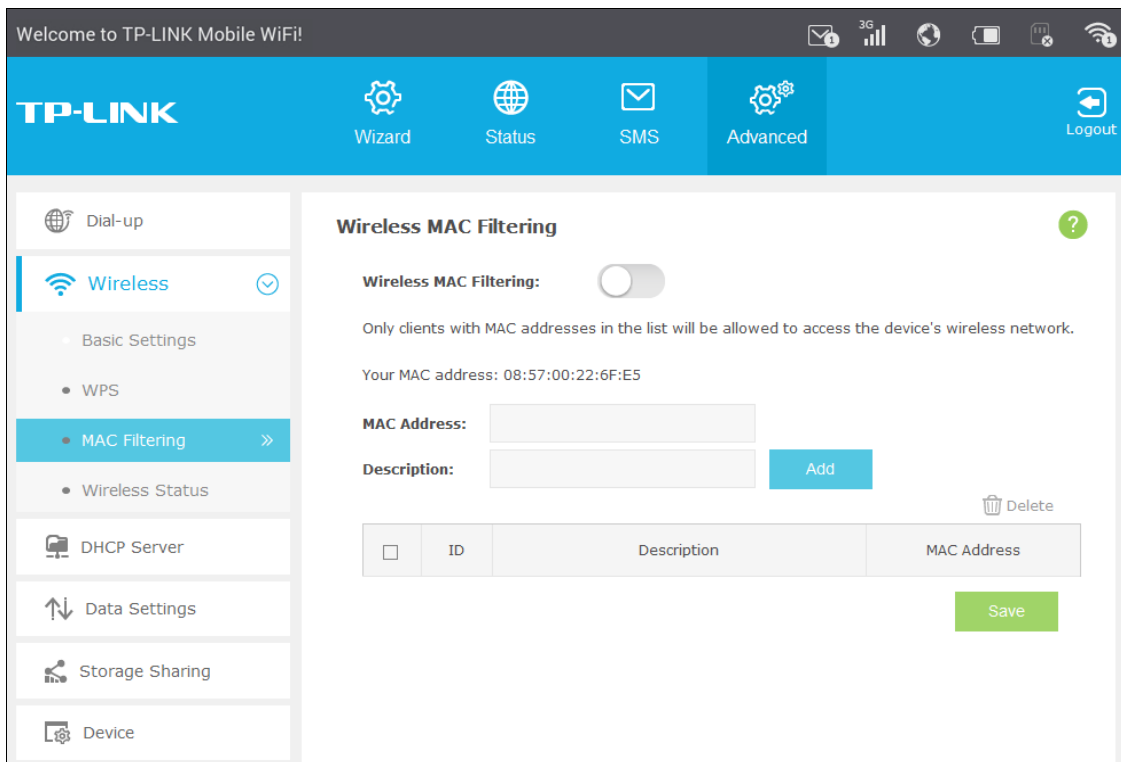 Welcome to TP-LINK Mobile WiFi!
1
3G
1
TP-LINK
Wizard
Status
SMS
Advanced
Logout
Dial-up
Wireless
Basic Settings
WPS
MAC Filtering
Wireless Status
DHCP Server
Data Settings
Storage Sharing
Device
Wireless MAC Filtering
?
Wireless MAC Filtering:
Only clients with MAC addresses in the list will be allowed to access the device's wireless network.
Your MAC address: 08:57:00:22:6F:E5
MAC Address:
Description:
Add
Delete
ID Description MAC Address
Save